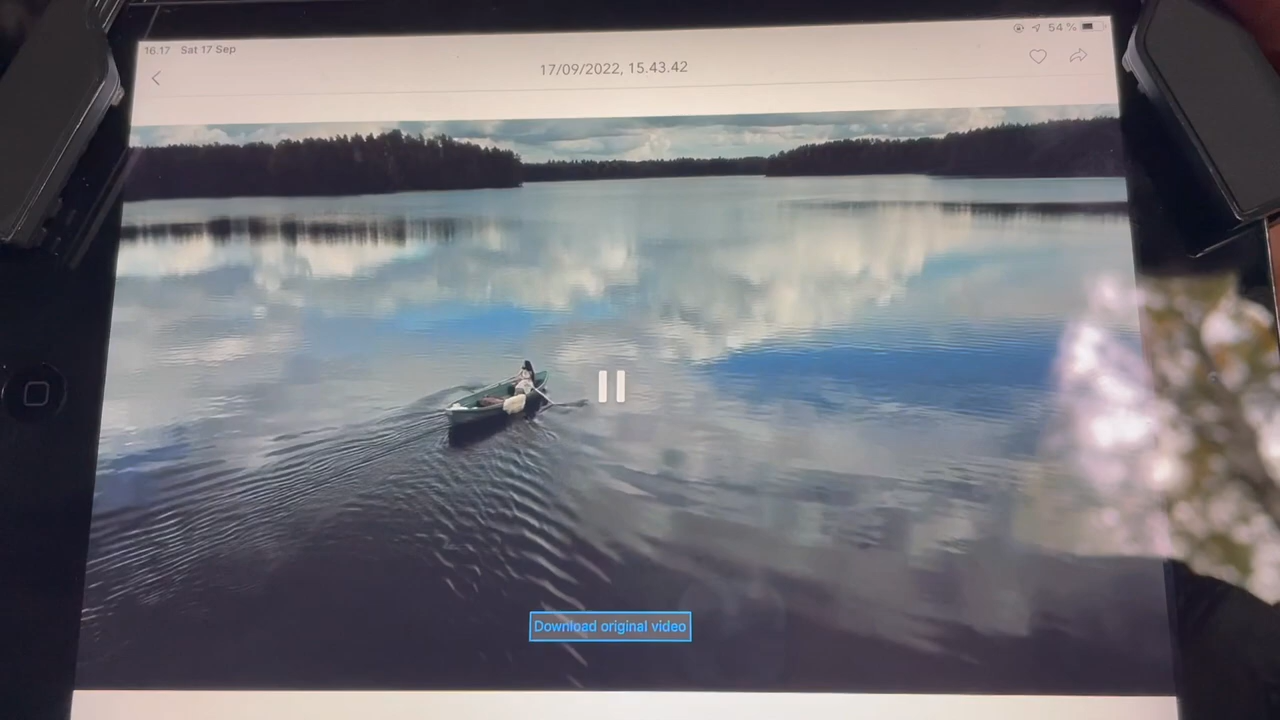 16.17 Sat 17 Sep
54 %
17/09/2022, 15.43.42
Download original video